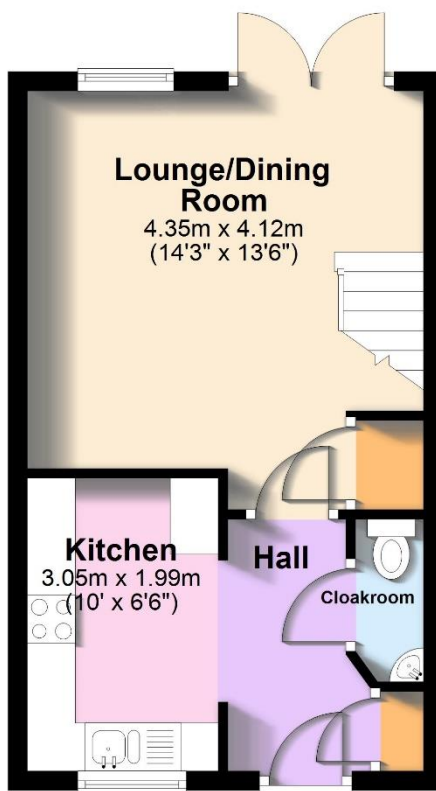 Lounge/Dining
Room
4.35m x 4.12m
(14'3" x 13'6")
Kitchen
3.05m x 1.99m
(10' x 6'6")
Hall
Cloakroom